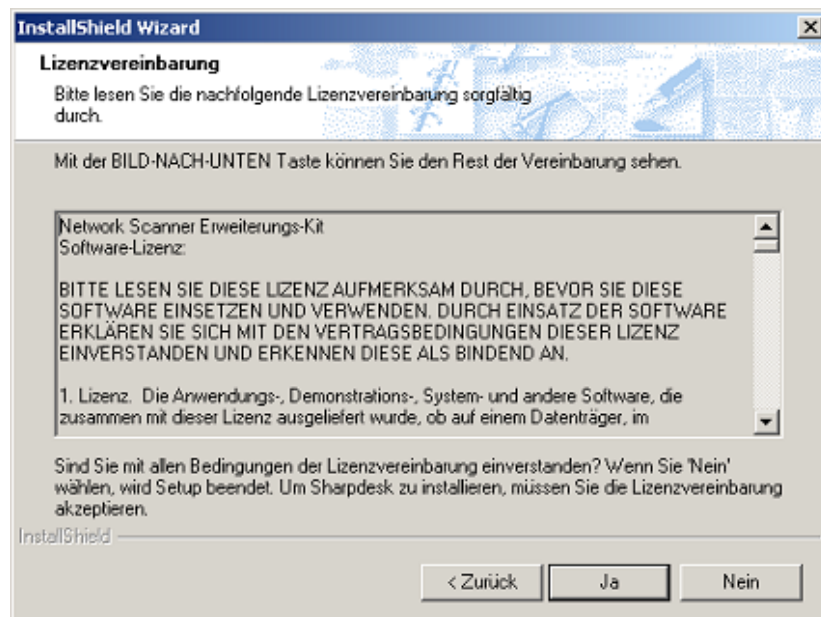 InstallShield Wizard
Lizenzvereinbarung
Bitte lesen Sie die nachfolgende Lizenzvereinbarung sorgfältig
durch.
Mit der BILD-NACH-UNTEN Taste können Sie den Rest der Vereinbarung sehen.
Network Scanner Erweiterungs-Kit
Software-Lizenz:
BITTE LESEN SIE DIESE LIZENZ AUFMERKSAM DURCH, BEVOR SIE DIESE
SOFTWARE EINSETZEN UND VERWENDEN. DURCH EINSATZ DER SOFTWARE
ERKLÄREN SIE SICH MIT DEN VERTRAGSBEDINGUNGEN DIESER LIZENZ
EINVERSTANDEN UND ERKENNEN DIESE ALS BINDEND AN.
1. Lizenz. Die Anwendungs-, Demonstrations-, System- und andere Software, die
zusammen mit dieser Lizenz ausgeliefert wurde, ob auf einem Datenträger, im
Sind Sie mit allen Bedingungen der Lizenzvereinbarung einverstanden? Wenn Sie 'Nein'
wählen, wird Setup beendet. Um Sharpdesk zu installieren, müssen Sie die Lizenzvereinbarung
akzeptieren.
InstallShield
< Zurück
Ja
Nein